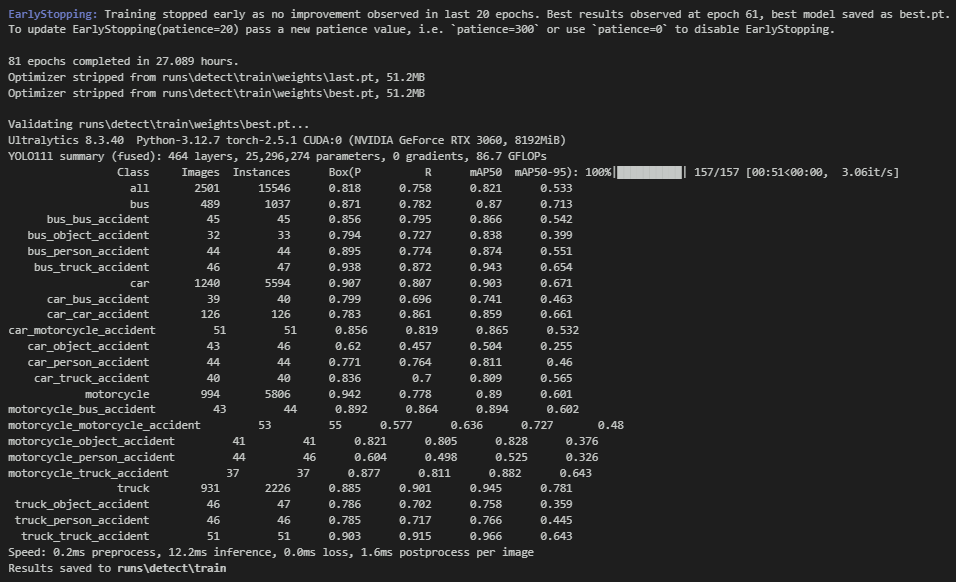 EarlyStopping: Training stopped early as no improvement observed in last 20 epochs. Best results observed at epoch 61, best model saved as best.pt.
To update EarlyStopping(patience=20) pass a new patience value, i.e. `patience=300` or use `patience=0` to disable EarlyStopping.
81 epochs completed in 27.089 hours.
Optimizer stripped from runs\detect\train\weights\last.pt, 51.2MB
Optimizer stripped from runs\detect\train\weights\best.pt, 51.2MB
Validating runs\detect\train\weights\best.pt...
Ultralytics 8.3.40 Python-3.12.7 torch-2.5.1 CUDA:0 (NVIDIA GeForce RTX 3060, 8192MiB)
YOLO11l summary (fused): 464 layers, 25,296,274 parameters, 0 gradients, 86.7 GFLOPs
Class Images Instances Box(P R mAP50 mAP50-95): 100%|██████████| 157/157 [00:51<00:00, 3.06it/s]
all 2501 15546 0.818 0.758 0.821 0.533
bus 489 1037 0.871 0.782 0.87 0.713
bus_bus_accident 45 45 0.856 0.795 0.866 0.542
bus_object_accident 32 33 0.794 0.727 0.838 0.399
bus_person_accident 44 44 0.895 0.774 0.874 0.551
bus_truck_accident 46 47 0.938 0.872 0.943 0.654
car 1240 5594 0.907 0.807 0.903 0.671
car_bus_accident 39 40 0.799 0.696 0.741 0.463
car_car_accident 126 126 0.783 0.861 0.859 0.661
car_motorcycle_accident 51 51 0.856 0.819 0.865 0.532
car_object_accident 43 46 0.62 0.457 0.504 0.255
car_person_accident 44 44 0.771 0.764 0.811 0.46
car_truck_accident 40 40 0.836 0.7 0.809 0.565
motorcycle 994 5806 0.942 0.778 0.89 0.601
motorcycle_bus_accident 43 44 0.892 0.864 0.894 0.602
motorcycle_motorcycle_accident 53 55 0.577 0.636 0.727 0.48
motorcycle_object_accident 41 41 0.821 0.805 0.828 0.376
motorcycle_person_accident 44 46 0.604 0.498 0.525 0.326
motorcycle_truck_accident 37 37 0.877 0.811 0.882 0.643
truck 931 2226 0.885 0.901 0.945 0.781
truck_object_accident 46 47 0.786 0.702 0.758 0.359
truck_person_accident 46 46 0.785 0.717 0.766 0.445
truck_truck_accident 51 51 0.903 0.915 0.966 0.643
Speed: 0.2ms preprocess, 12.2ms inference, 0.0ms loss, 1.6ms postprocess per image
Results saved to runs\detect\train